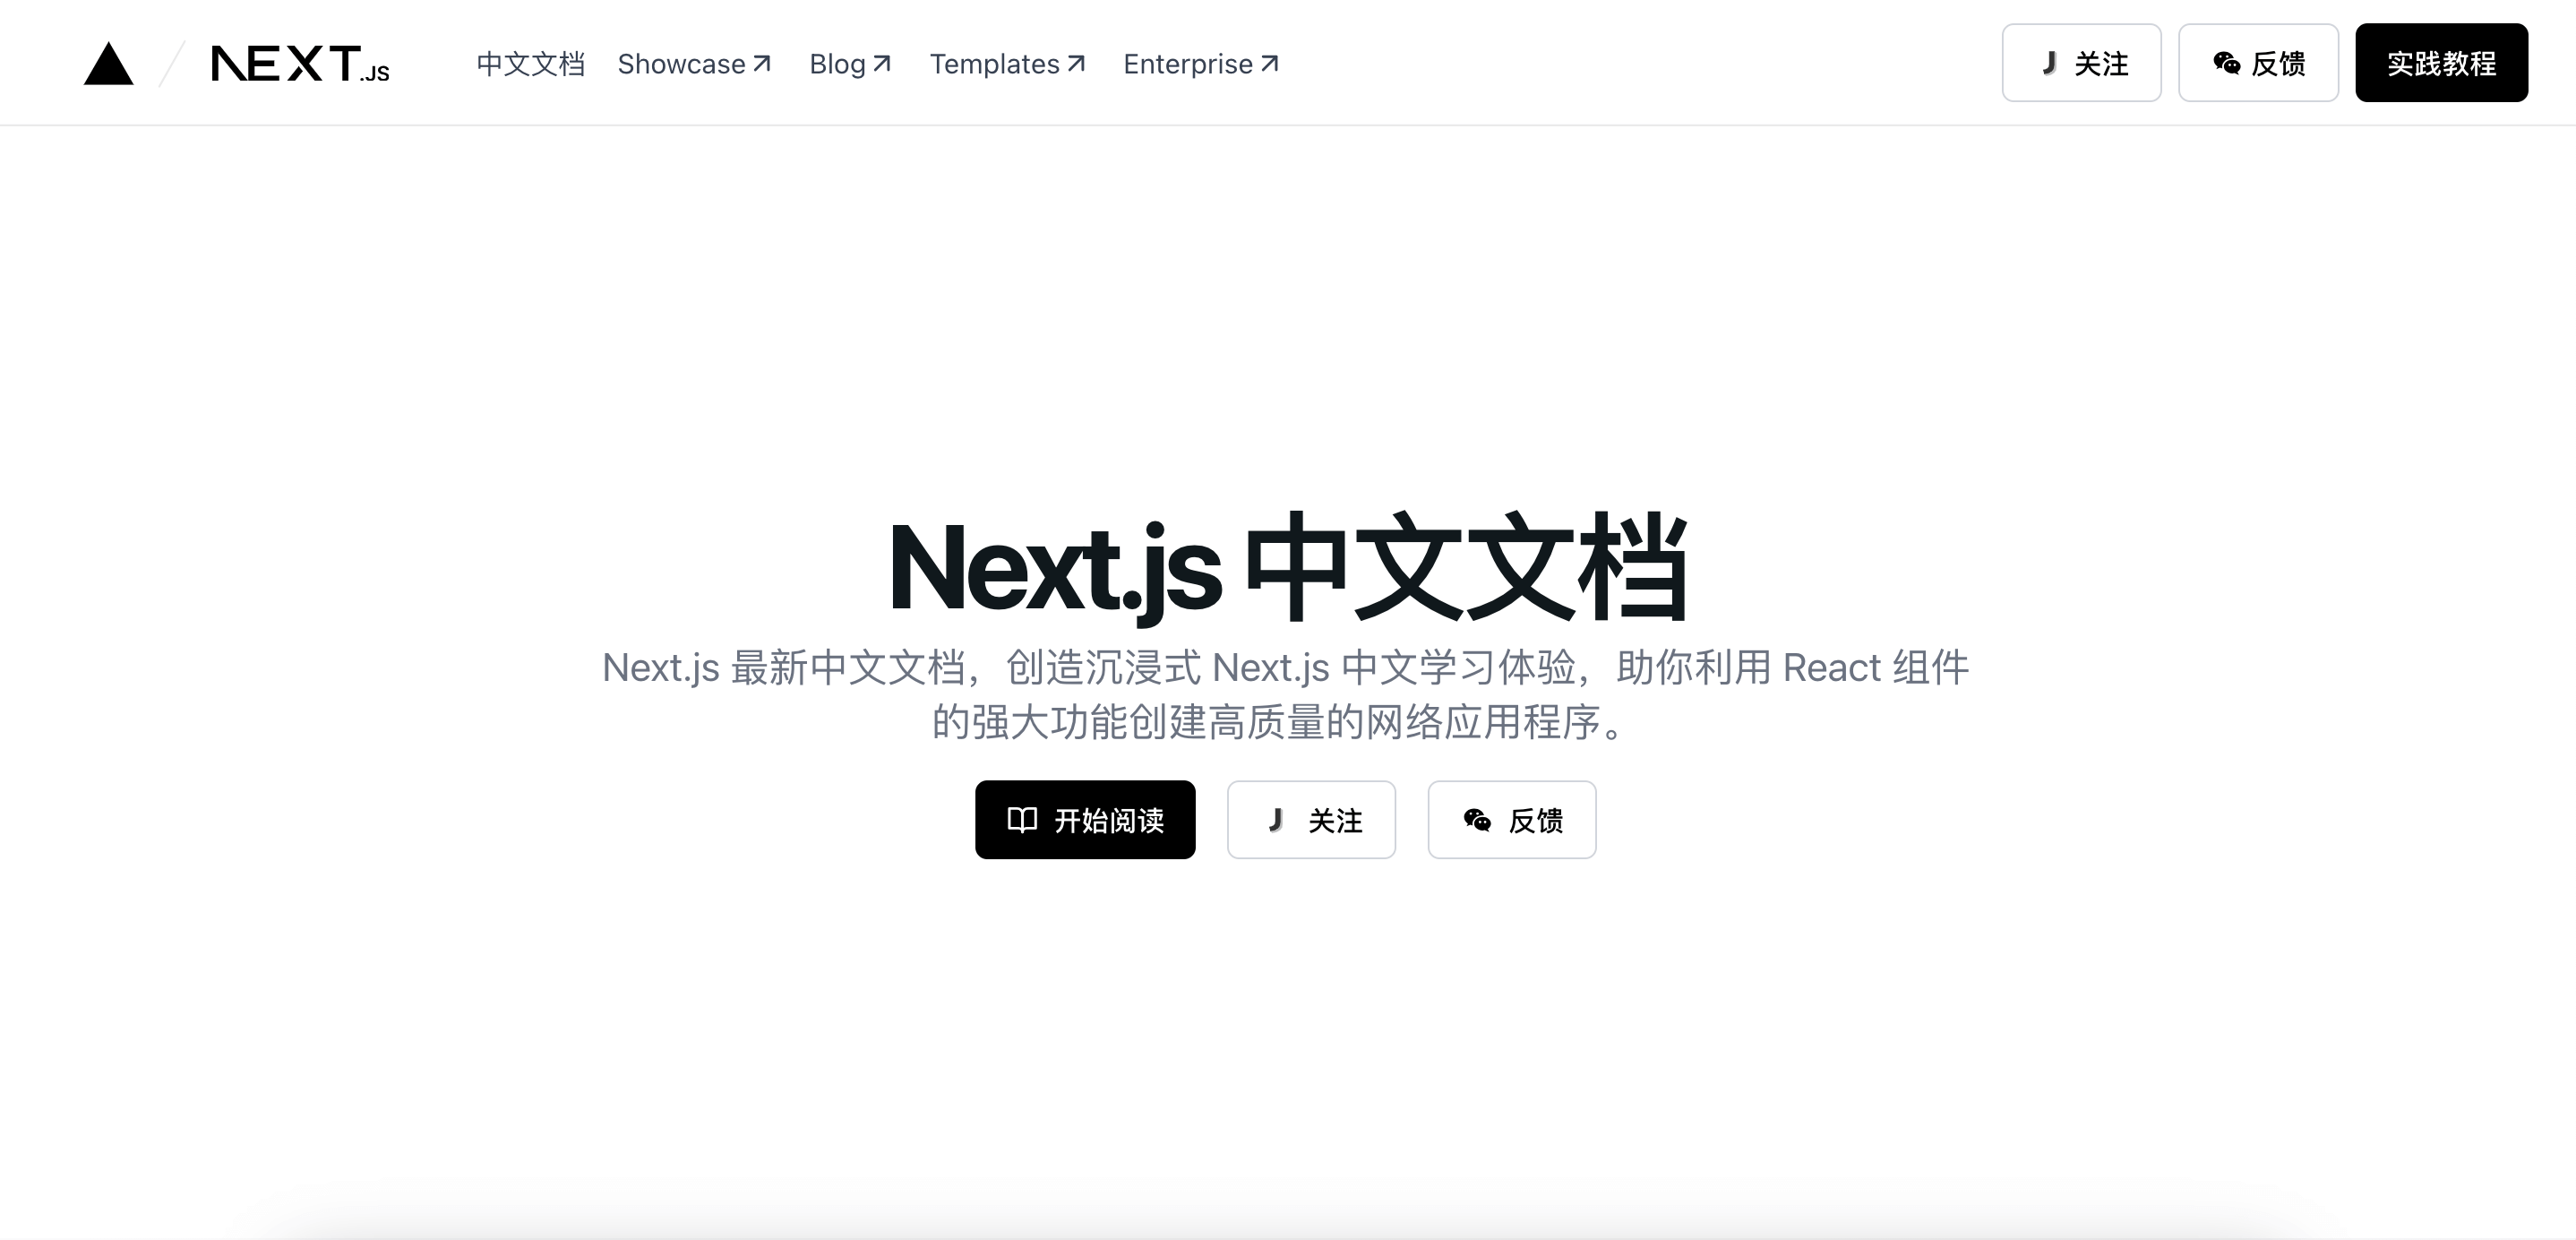 NEXT.JS 中文文档 Showcase Blog Templates Enterprise 关注 反馈 实践教程
Next.js 中文文档
Next.js 最新中文文档，创造沉浸式 Next.js 中文学习体验，助你利用 React 组件
的强大功能创建高质量的网络应用程序。
开始阅读 关注 反馈